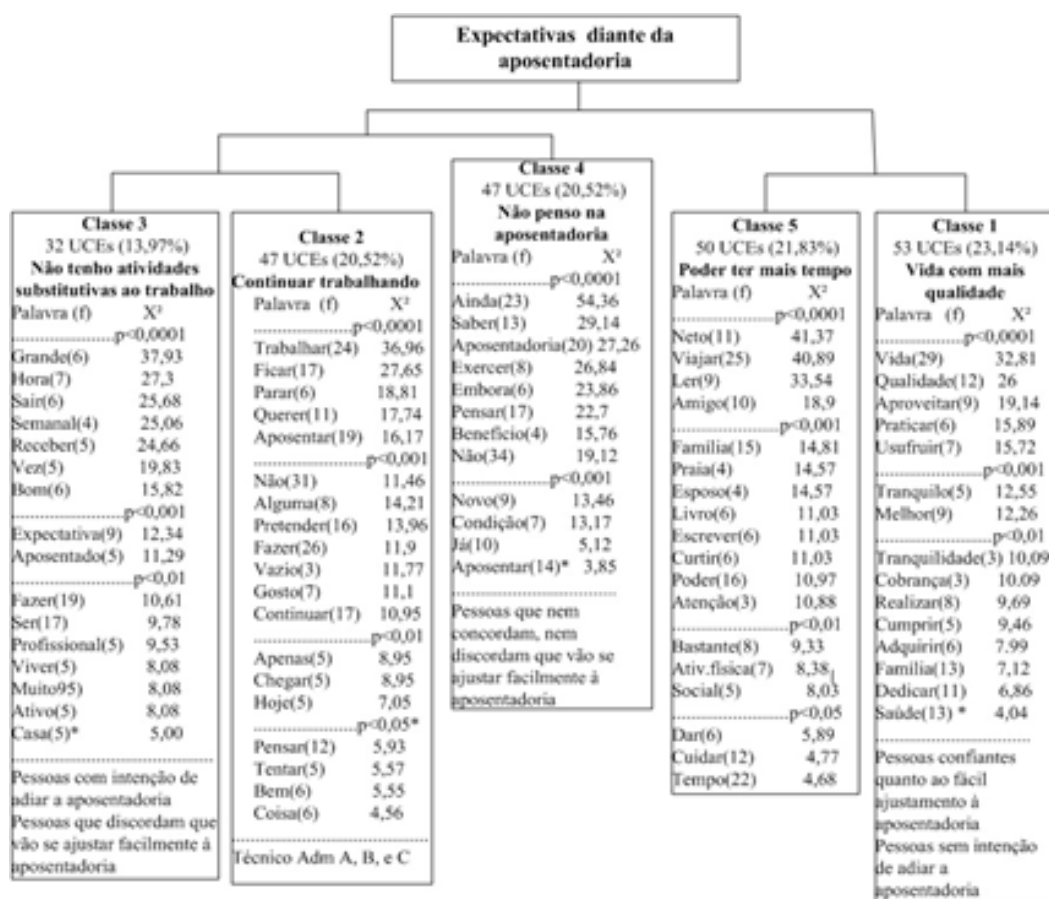 Expectativas diante da
aposentadoria
Classe 3
32 UCEs (13,97%)
Não tenho atividades
substitutivas ao trabalho
Palavra (f) X²
....................p<0,0001
Grande(6) 37,93
Hora(7) 27,3
Sair(6) 25,68
Semanal(4) 25,06
Receber(5) 24,66
Vez(5) 19,83
Bom(6) 15,82
....................p<0,001
Expectativa(9) 12,34
Aposentado(5) 11,29
....................p<0,01
Fazer(19) 10,61
Ser(17) 9,78
Profissional(5) 9,53
Viver(5) 8,08
Muito95) 8,08
Ativo(5) 8,08
Casa(5)* 5,00
....................
Pessoas com intenção de
adiar a aposentadoria
Pessoas que discordam que
vão se ajustar facilmente à
aposentadoria
Classe 2
47 UCEs (20,52%)
Continuar trabalhando
Palavra (f) X²
....................p<0,0001
Trabalhar(24) 36,96
Ficar(17) 27,65
Parar(6) 18,81
Querer(11) 17,74
Aposentar(19) 16,17
....................p<0,001
Não(31) 11,46
Alguma(8) 14,21
Pretender(16) 13,96
Fazer(26) 11,9
Vazio(3) 11,77
Gosto(7) 11,1
Continuar(17) 10,95
....................p<0,01
Apenas(5) 8,95
Chegar(5) 8,95
Hoje(5) 7,05
....................p<0,05*
Pensar(12) 5,93
Tentar(5) 5,57
Bem(6) 5,55
Coisa(6) 4,56
....................
Técnico Adm A, B, e C
Classe 4
47 UCEs (20,52%)
Não penso na
aposentadoria
Palavra (f) X²
....................p<0,0001
Ainda(23) 54,36
Saber(13) 29,14
Aposentadoria(20) 27,26
Exercer(8) 26,84
Embora(6) 23,86
Pensar(17) 22,7
Beneficio(4) 15,76
Não(34) 19,12
....................p<0,001
Novo(9) 13,46
Condição(7) 13,17
Já(10) 5,12
Aposentar(14)* 3,85
....................
Pessoas que nem
concordam, nem
discordam que vão se
ajustar facilmente à
aposentadoria
Classe 5
50 UCEs (21,83%)
Poder ter mais tempo
Palavra (f) X²
....................p<0,0001
Neto(11) 41,37
Viajar(25) 40,89
Ler(9) 33,54
Amigo(10) 18,9
....................p<0,001
Família(15) 14,81
Praia(4) 14,57
Esposo(4) 14,57
Livro(6) 11,03
Escrever(6) 11,03
Curtir(6) 11,03
Poder(16) 10,97
Atenção(3) 10,88
....................p<0,01
Bastante(8) 9,33
Ativ.física(7) 8,38
Social(5) 8,03
....................p<0,05
Dar(6) 5,89
Cuidar(12) 4,77
Tempo(22) 4,68
Classe 1
53 UCEs (23,14%)
Vida com mais
qualidade
Palavra (f) X²
....................p<0,0001
Vida(29) 32,81
Qualidade(12) 26
Aproveitar(9) 19,14
Praticar(6) 15,89
Usufruir(7) 15,72
....................p<0,001
Tranquilo(5) 12,55
Melhor(9) 12,26
....................p<0,01
Tranquilidade(3) 10,09
Cobrança(3) 10.09
Realizar(8) 9,69
Cumprir(5) 9,46
Adquirir(6) 7.99
Família(13) 7,12
Dedicar(11) 6,86
Saúde(13) * 4,04
....................
Pessoas confiantes
quanto ao fácil
ajustamento à
aposentadoria
Pessoas sem intenção
de adiar a
aposentadoria